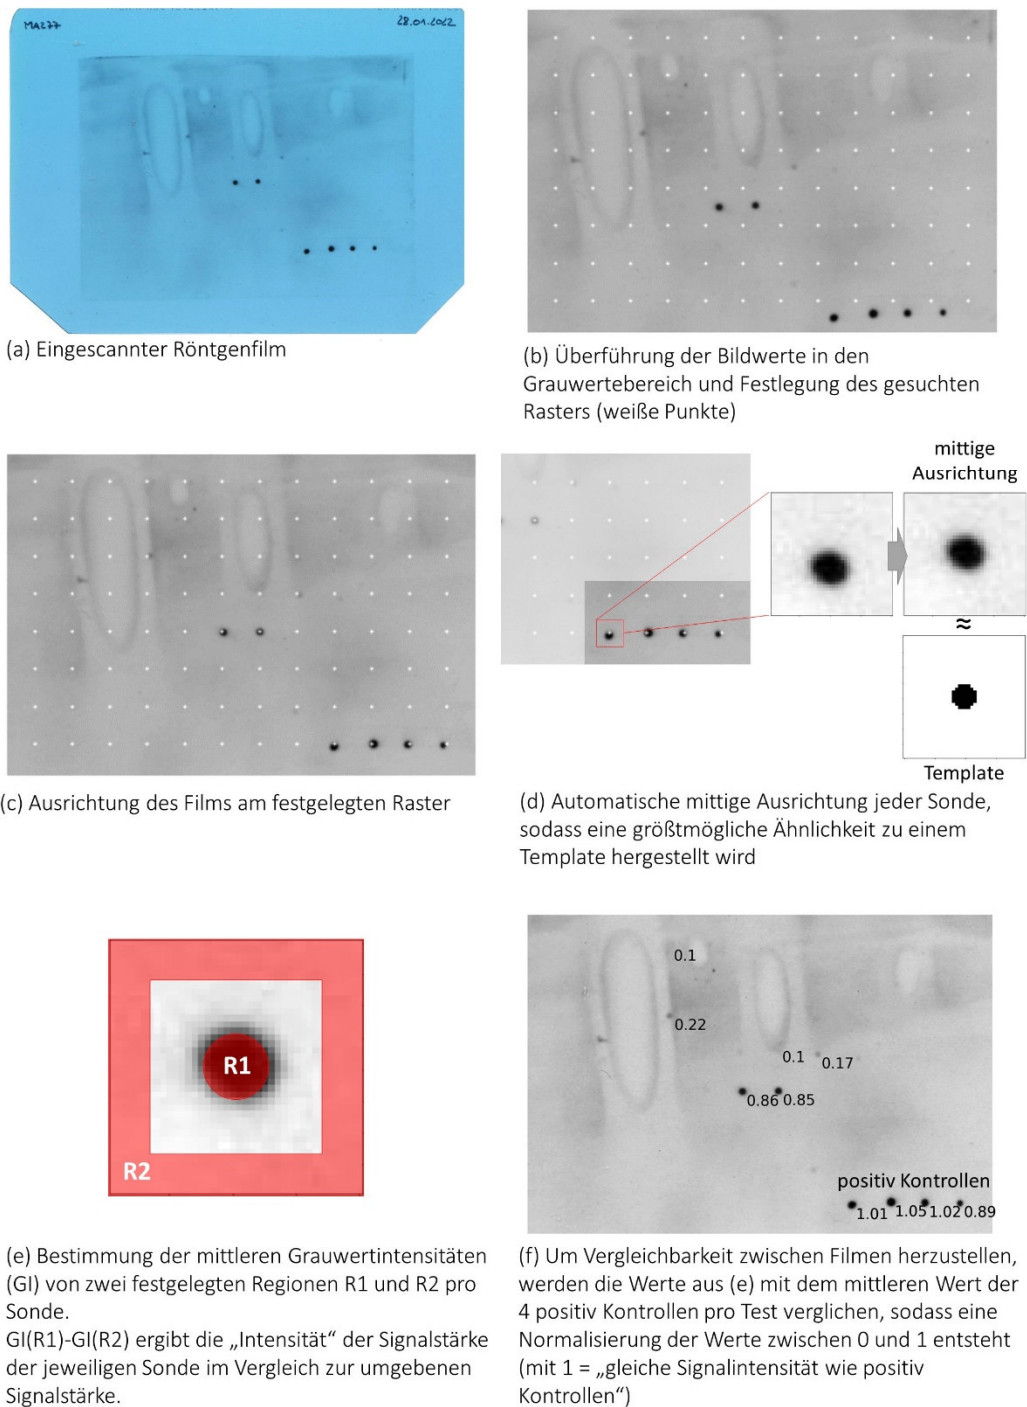 MA277
28.01.2022
(a) Eingescannter Röntgenfilm
(b) Überführung der Bildwerte in den
Grauwertebereich und Festlegung des gesuchten
Rasters (weiße Punkte)
(c) Ausrichtung des Films am festgelegten Raster
mittige
Ausrichtung
≈
Template
(d) Automatische mittige Ausrichtung jeder Sonde,
sodass eine größtmögliche Ähnlichkeit zu einem
Template hergestellt wird
R1
R2
(e) Bestimmung der mittleren Grauwertintensitäten
(GI) von zwei festgelegten Regionen R1 und R2 pro
Sonde.
GI(R1)-GI(R2) ergibt die „Intensität“ der Signalstärke
der jeweiligen Sonde im Vergleich zur umgebenen
Signalstärke.
0.1
0.22
0.1
0.17
0.86
0.85
positiv Kontrollen
1.01
1.05
1.02
0.89
(f) Um Vergleichbarkeit zwischen Filmen herzustellen,
werden die Werte aus (e) mit dem mittleren Wert der
4 positiv Kontrollen pro Test verglichen, sodass eine
Normalisierung der Werte zwischen 0 und 1 entsteht
(mit 1 = „gleiche Signalintensität wie positiv
Kontrollen“)